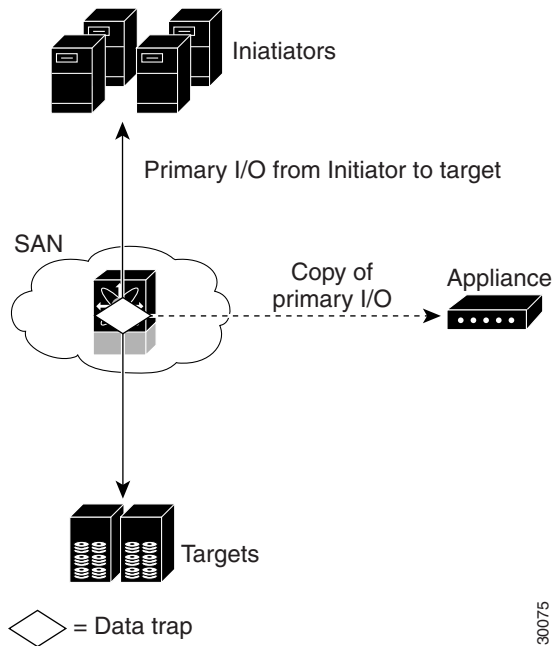 Iniatiators
Primary I/O from Initiator to target
SAN
Copy of
primary I/O
Appliance
Targets
= Data trap
30075